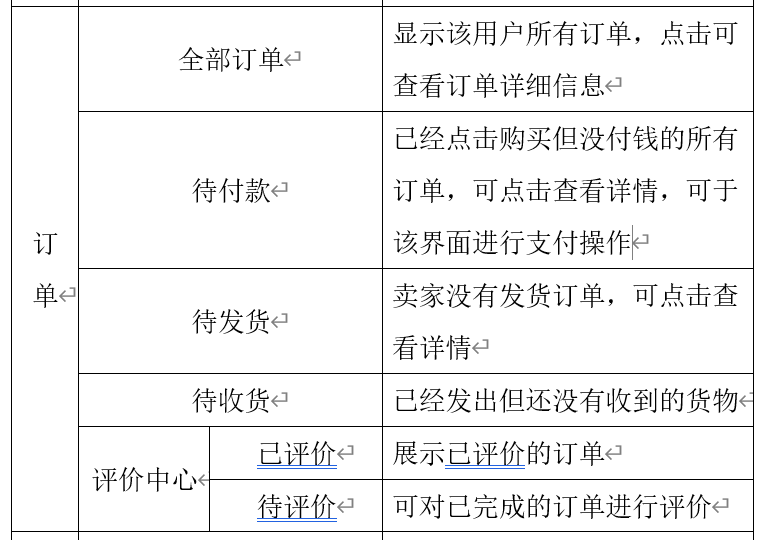 订
单
全部订单
显示该用户所有订单，点击可
查看订单详细信息
待付款
已经点击购买但没付钱的所有
订单，可点击查看详情，可于
该界面进行支付操作
待发货
卖家没有发货订单，可点击查
看详情
待收货
已经发出但还没有收到的货物
评价中心
已评价
展示已评价的订单
待评价
可对已完成的订单进行评价